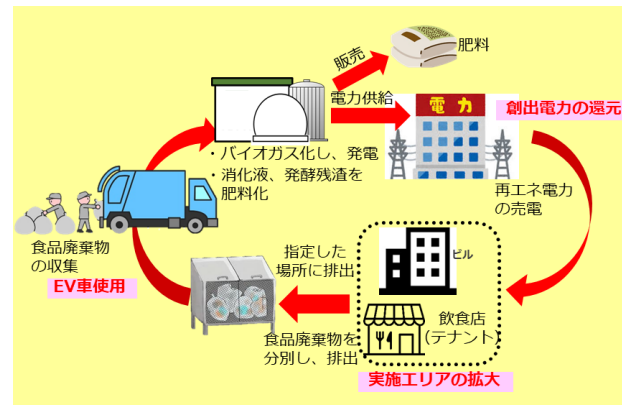 肥料
販売
電力供給
電力
創出電力の還元
・バイオガス化し、発電
・消化液、発酵残渣を
肥料化
再エネ電力
の売電
食品廃棄物
の収集
EV車使用
指定した
場所に排出
ビル
飲食店
(テナント)
食品廃棄物を
分別し、排出
実施エリアの拡大